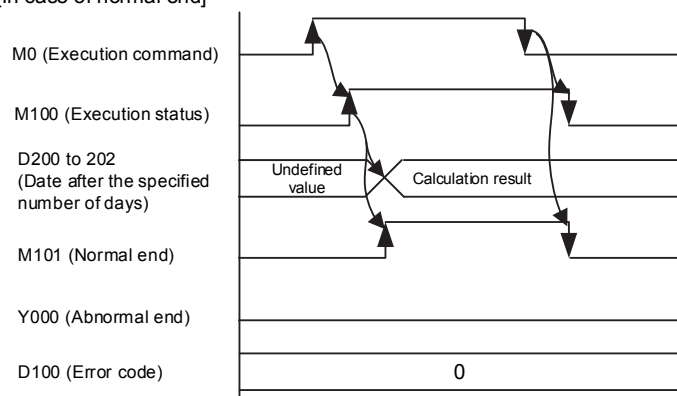 [In case of normal end]
M0 (Execution command)
M100 (Execution status)
D200 to 202
(Date after the specified
number of days)
Undefined
value
Calculation result
M101 (Normal end)
Y000 (Abnormal end)
D100 (Error code)
0